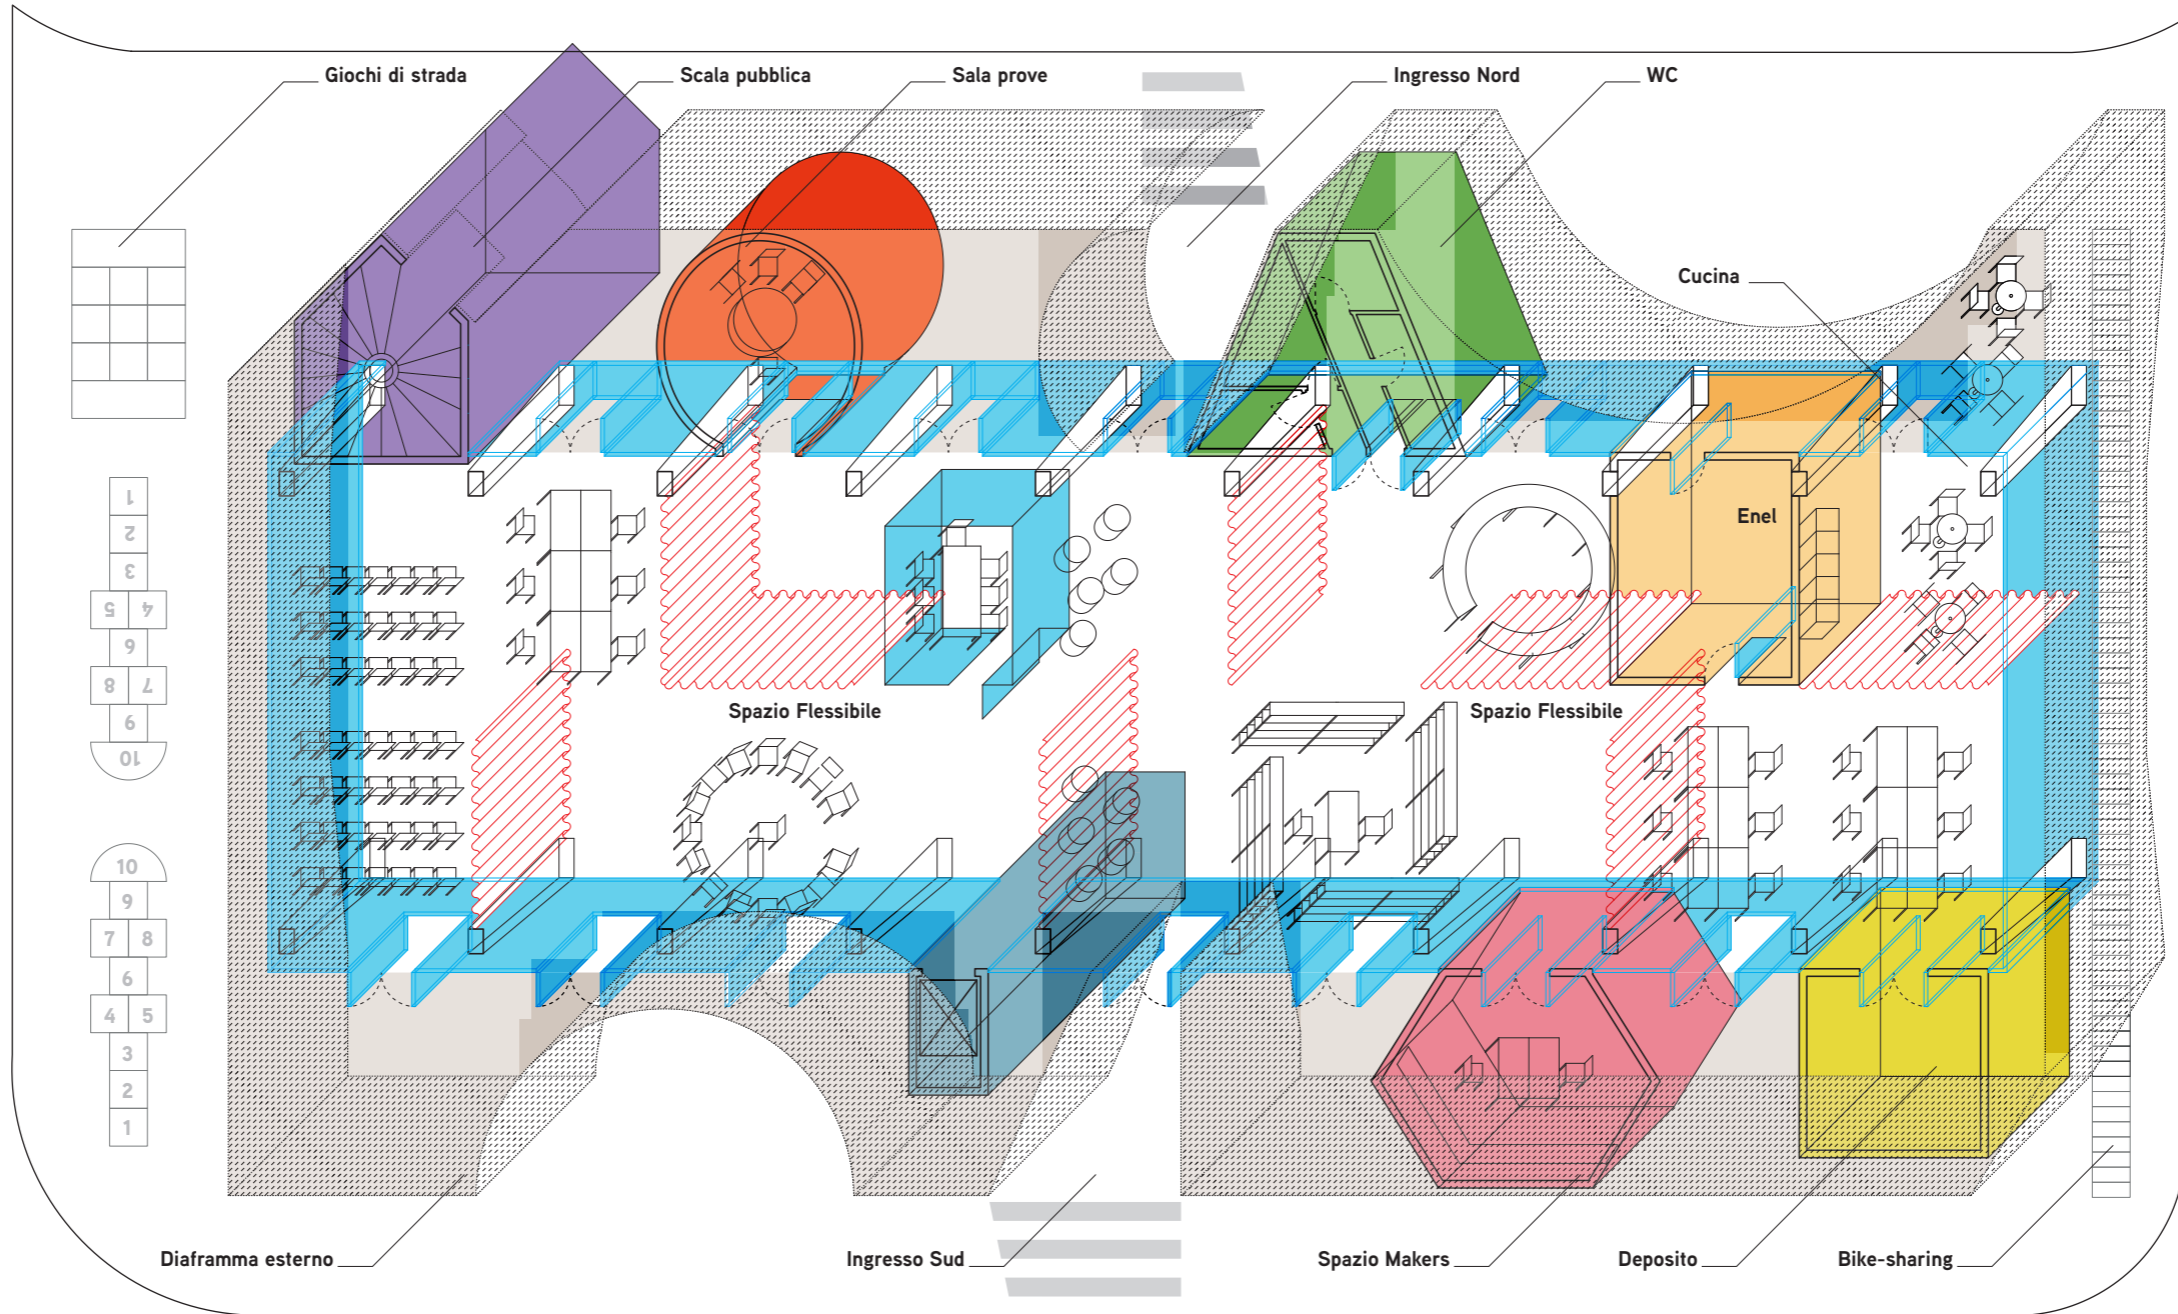 Giochi di strada
Scala pubblica
Sala prove
Ingresso Nord
WC
Cucina
Enel
Spazio Flessibile
Spazio Flessibile
1
2
3
5 4
6
8 7
9
10
10
9
7 8
6
4 5
3
2
1
Diaframma esterno
Ingresso Sud
Spazio Makers
Deposito
Bike-sharing